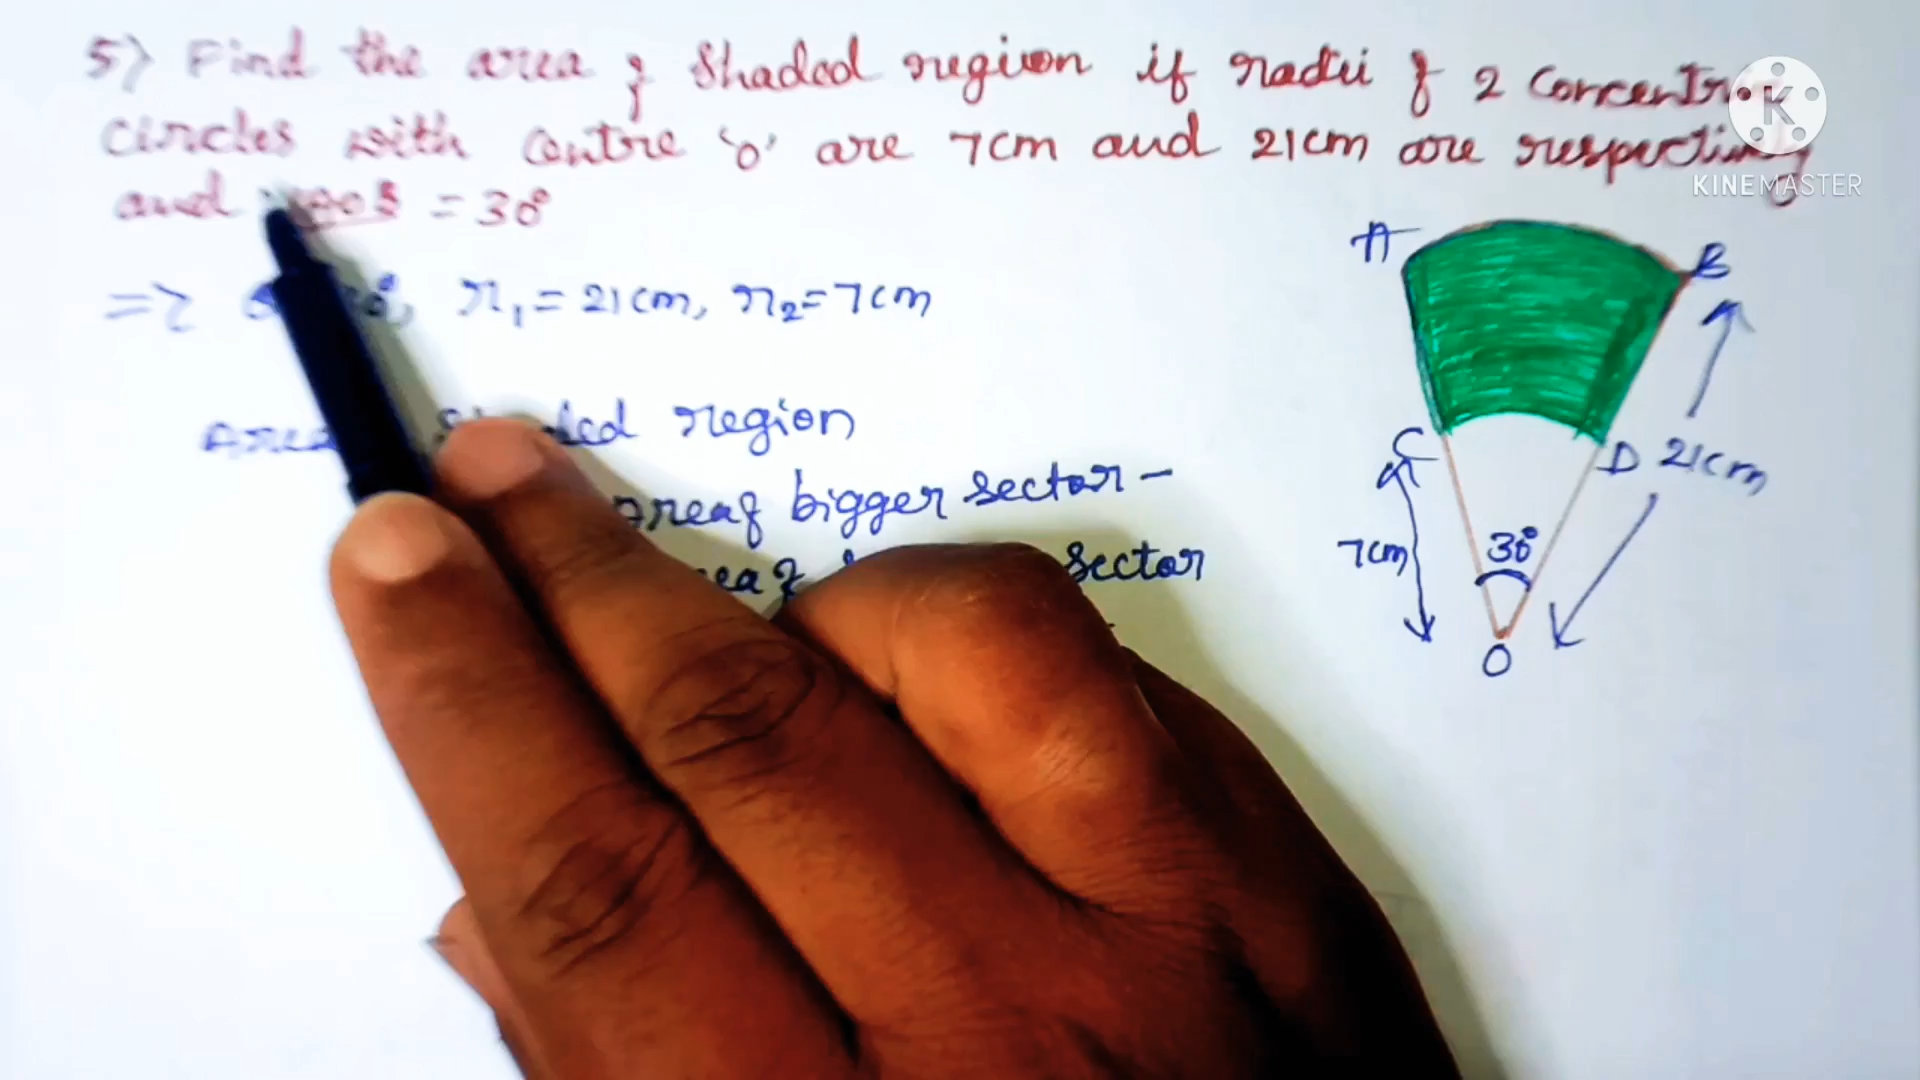 5) Find the area of Shaded region if radii of 2 Concentric
circles with centre 'O' are 7cm and 21cm are respectively
and = 30°
=> r₁ = 21cm, r₂ = 7cm
Area region
Area of bigger sector -
sector
A
B
C
D
21cm
7cm
30°
O
K
KINEMASTER